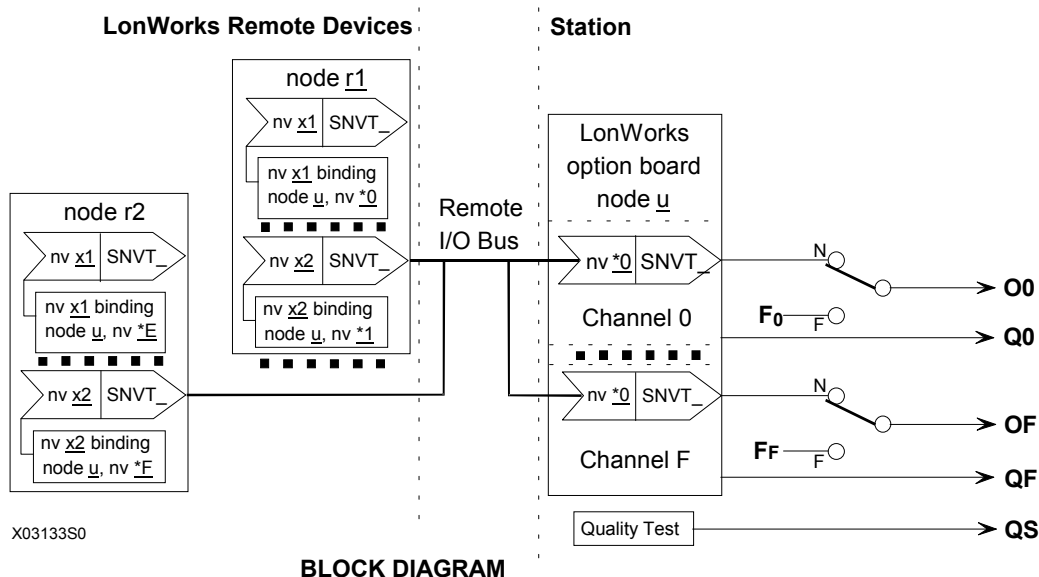 LonWorks Remote Devices
Station
node r1
nv x1 SNVT_
nv x1 binding
node u, nv *0
nv x2 SNVT_
nv x2 binding
node u, nv *1
node r2
nv x1 SNVT_
nv x1 binding
node u, nv *E
nv x2 SNVT_
nv x2 binding
node u, nv *F
Remote
I/O Bus
LonWorks
option board
node u
nv *0 SNVT_
Channel 0
nv *0 SNVT_
Channel F
N
F0
F
O0
Q0
N
FF
F
OF
QF
Quality Test
QS
X03133S0
BLOCK DIAGRAM